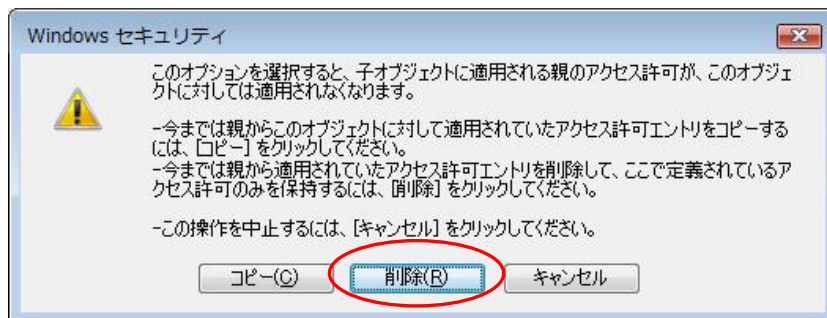 Windows セキュリティ
このオプションを選択すると、子オブジェクトに適用される親のアクセス許可が、このオブジェ
クトに対しては適用されなくなります。
-今までは親からこのオブジェクトに対して適用されていたアクセス許可エントリをコピーする
には、[コピー] をクリックしてください。
-今までは親から適用されていたアクセス許可エントリを削除して、ここで定義されているア
クセス許可のみを保持するには、[削除] をクリックしてください。
-この操作を中止するには、[キャンセル] をクリックしてください。
コピー(C)
削除(R)
キャンセル